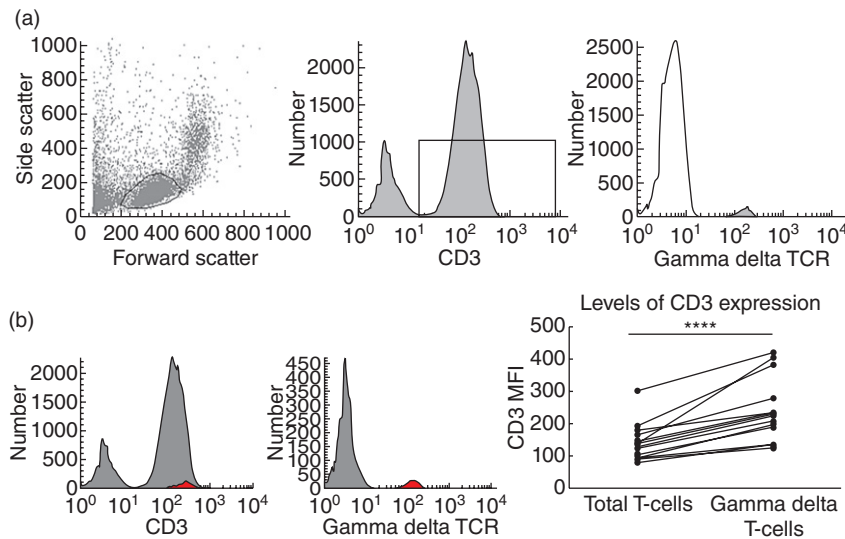 (a)
1000
800
600
400
200
0
Side scatter
0 200 400 600 800 1000
Forward scatter
2000
1500
1000
500
0
Number
10⁰ 10¹ 10² 10³ 10⁴
CD3
2500
2000
1500
1000
500
0
Number
10⁰ 10¹ 10² 10³ 10⁴
Gamma delta TCR
(b)
2000
1500
1000
500
0
Number
10⁰ 10¹ 10² 10³ 10⁴
CD3
450
400
350
300
250
200
150
100
50
0
Number
10⁰ 10¹ 10² 10³ 10⁴
Gamma delta TCR
Levels of CD3 expression
****
500
400
300
200
100
0
CD3 MFI
Total T-cells Gamma delta
T-cells